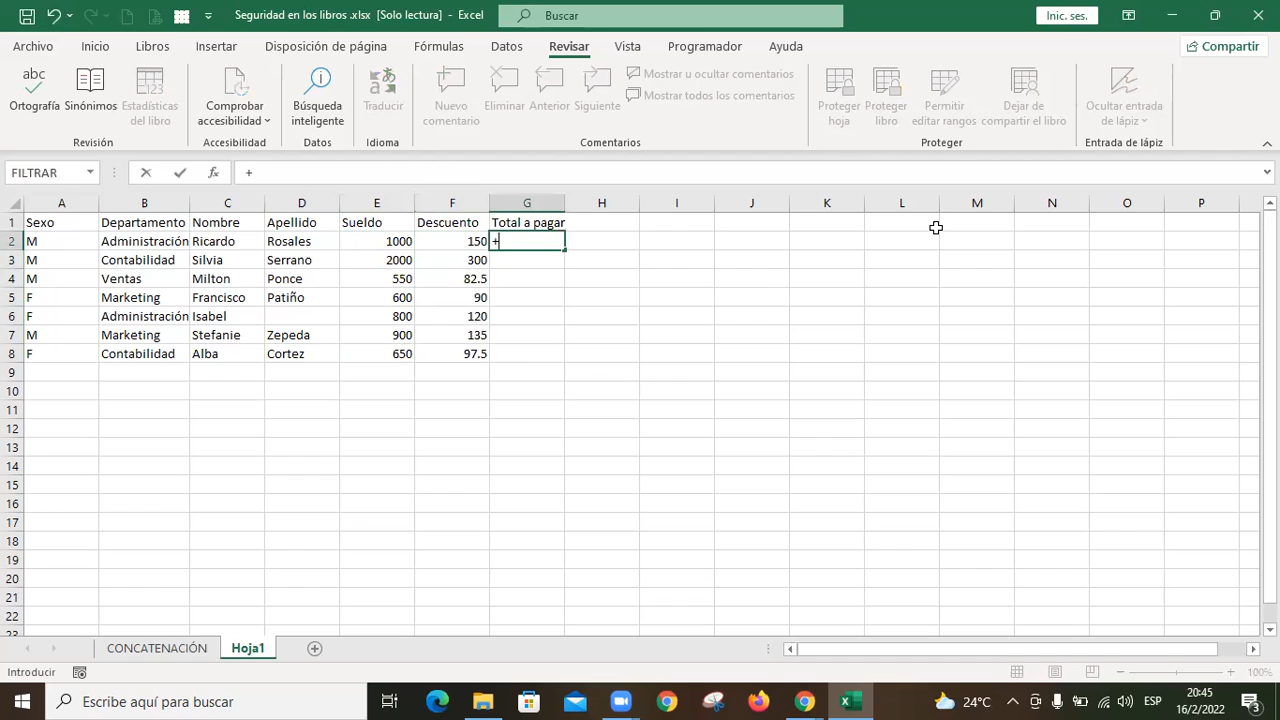 Seguridad en los libros .xlsx [Solo lectura] - Excel
Buscar
Inic. ses.
Archivo Inicio Libros Insertar Disposición de página Fórmulas Datos Revisar Vista Programador Ayuda Compartir
abc
Ortografía
Sinónimos
Estadísticas del libro
Comprobar accesibilidad
Búsqueda inteligente
Traducir
Nuevo comentario
Eliminar
Anterior
Siguiente
Mostrar u ocultar comentarios
Mostrar todos los comentarios
Proteger hoja
Proteger libro
Permitir editar rangos
Dejar de compartir el libro
Ocultar entrada de lápiz
Revisión Accesibilidad Datos Idioma Comentarios Proteger Entrada de lápiz
FILTRAR fx +
A B C D E F G H I J K L M N O P
1 Sexo Departamento Nombre Apellido Sueldo Descuento Total a pagar
2 M Administración Ricardo Rosales 1000 150 +
3 M Contabilidad Silvia Serrano 2000 300
4 M Ventas Milton Ponce 550 82.5
5 F Marketing Francisco Patiño 600 90
6 F Administración Isabel 800 120
7 M Marketing Stefanie Zepeda 900 135
8 F Contabilidad Alba Cortez 650 97.5
9
10
11
12
13
14
15
16
17
18
19
20
21
22
23
CONCATENACIÓN Hoja1
Introducir 100%
Escribe aquí para buscar
24°C
ESP
20:45
16/2/2022
3